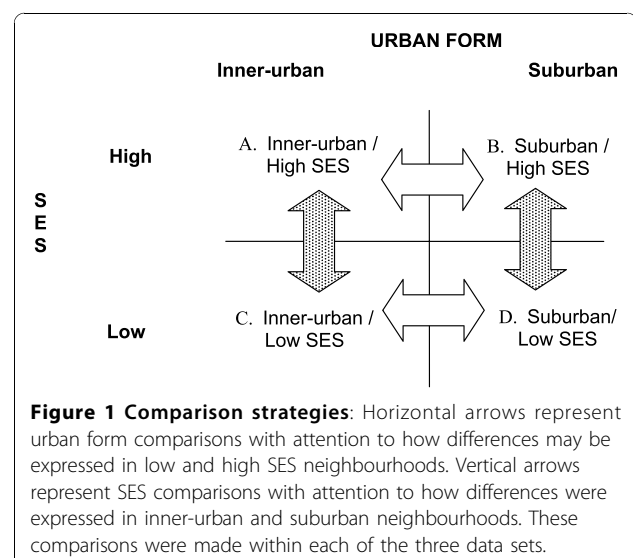 URBAN FORM
Inner-urban Suburban
High
A. Inner-urban /
High SES
B. Suburban /
High SES
S
E
S
Low
C. Inner-urban /
Low SES
D. Suburban/
Low SES
Figure 1 Comparison strategies: Horizontal arrows represent
urban form comparisons with attention to how differences may be
expressed in low and high SES neighbourhoods. Vertical arrows
represent SES comparisons with attention to how differences were
expressed in inner-urban and suburban neighbourhoods. These
comparisons were made within each of the three data sets.